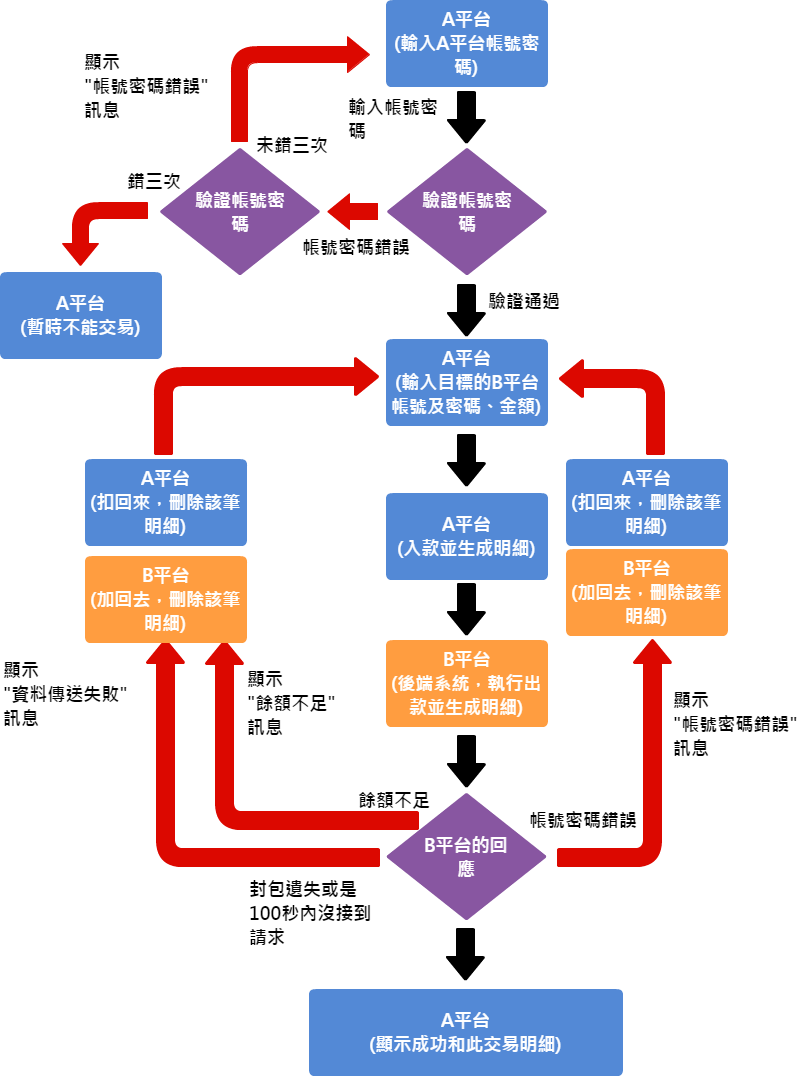 A平台
(輸入A平台帳號密
碼)
顯示
"帳號密碼錯誤"
訊息
輸入帳號密
碼
未錯三次
錯三次
驗證帳號密
碼
驗證帳號密
碼
帳號密碼錯誤
A平台
(暫時不能交易)
驗證通過
A平台
(輸入目標的B平台
帳號及密碼、金額)
A平台
(扣回來，刪除該筆
明細)
A平台
(入款並生成明細)
A平台
(扣回來，刪除該筆
明細)
B平台
(加回去，刪除該筆
明細)
B平台
(加回去，刪除該筆
明細)
B平台
(後端系統，執行出
款並生成明細)
顯示
"資料傳送失敗"
訊息
顯示
"餘額不足"
訊息
顯示
"帳號密碼錯誤"
訊息
餘額不足
帳號密碼錯誤
B平台的回
應
封包遺失或是
100秒內沒接到
請求
A平台
(顯示成功和此交易明細)